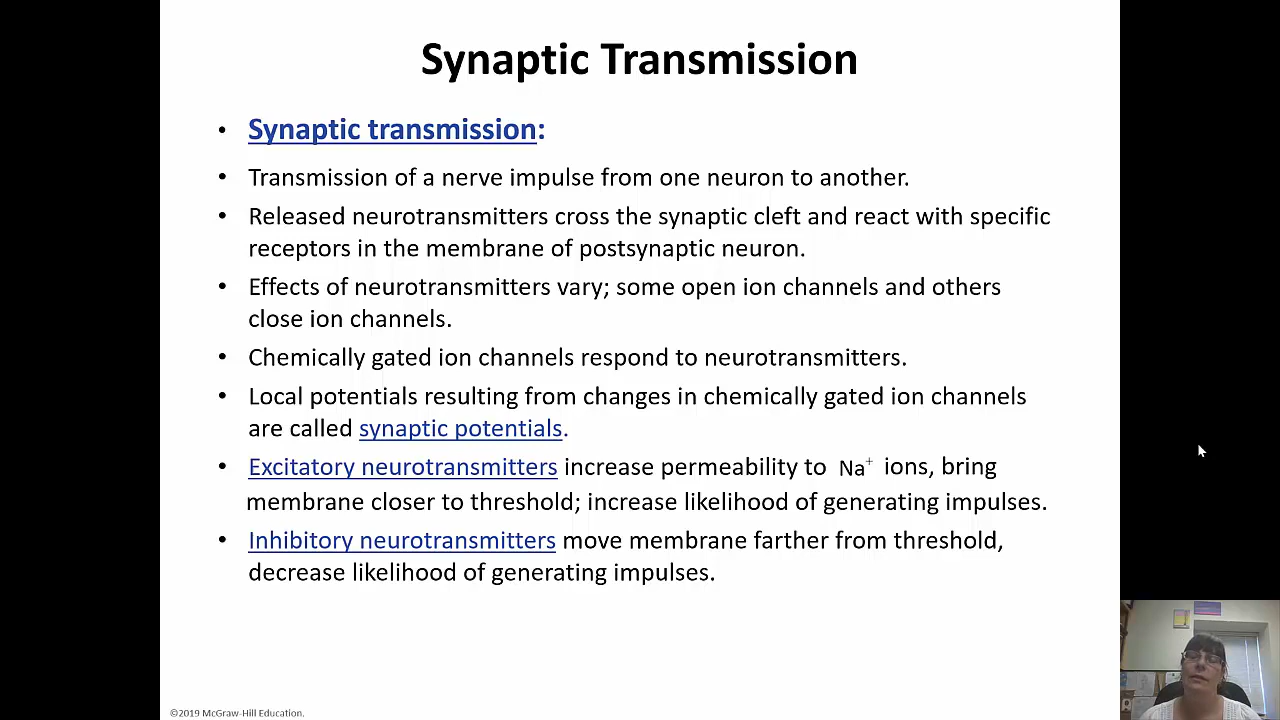 Synaptic Transmission
• Synaptic transmission:
• Transmission of a nerve impulse from one neuron to another.
• Released neurotransmitters cross the synaptic cleft and react with specific
receptors in the membrane of postsynaptic neuron.
• Effects of neurotransmitters vary; some open ion channels and others
close ion channels.
• Chemically gated ion channels respond to neurotransmitters.
• Local potentials resulting from changes in chemically gated ion channels
are called synaptic potentials.
• Excitatory neurotransmitters increase permeability to Na⁺ ions, bring
membrane closer to threshold; increase likelihood of generating impulses.
• Inhibitory neurotransmitters move membrane farther from threshold,
decrease likelihood of generating impulses.
©2019 McGraw-Hill Education.